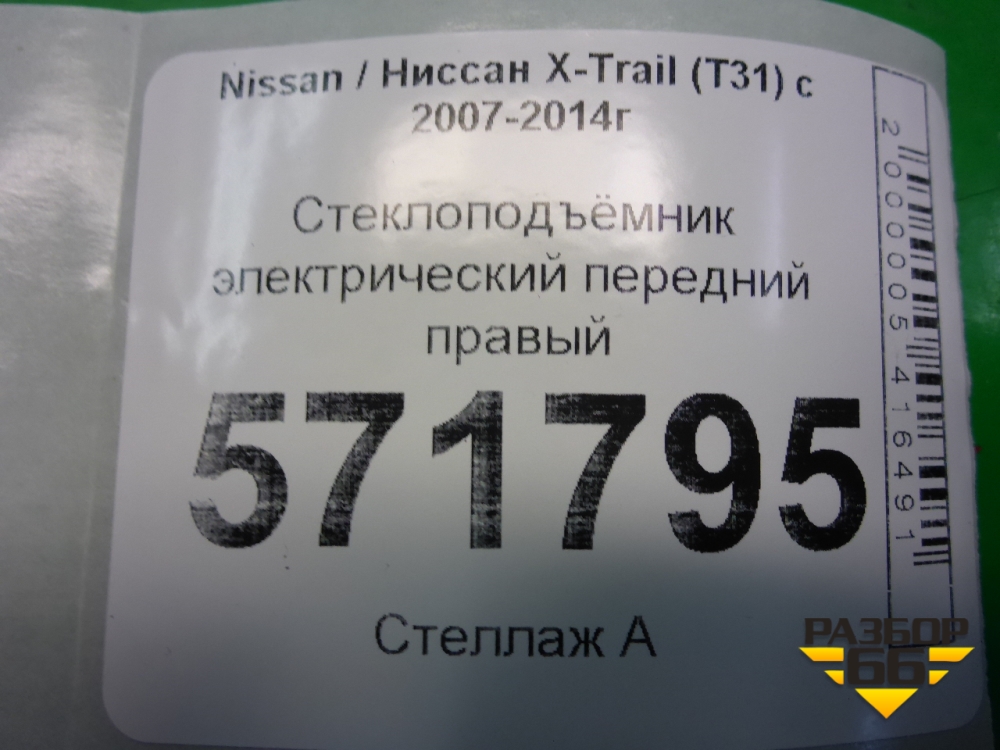 Nissan / Ниссан X-Trail (T31) с
2007-2014г
Стеклоподъёмник
электрический передний
правый
571795
Стеллаж А
2000005416491
РАЗБОР
66